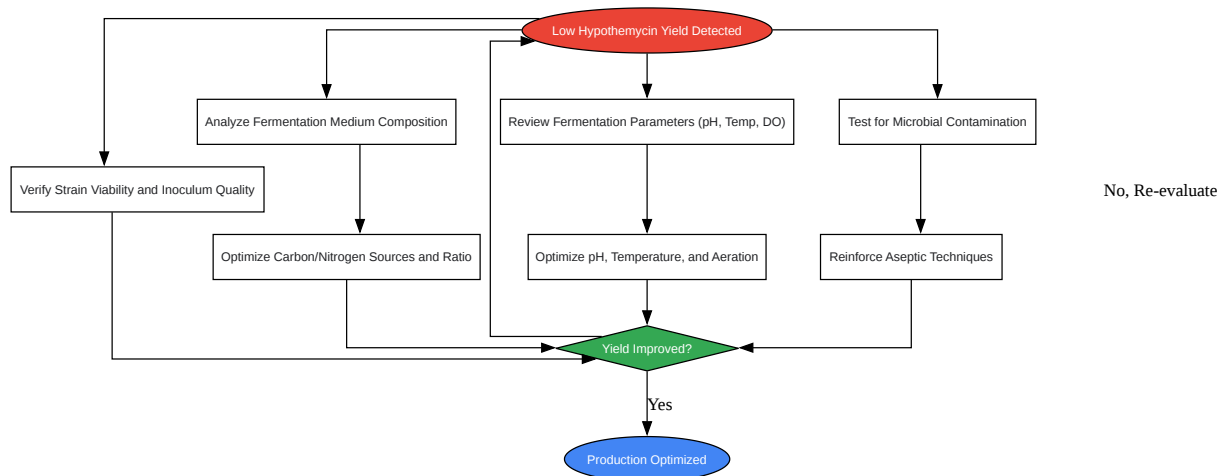 Low Hypothemycin Yield Detected
Analyze Fermentation Medium Composition
Review Fermentation Parameters (pH, Temp, DO)
Test for Microbial Contamination
Verify Strain Viability and Inoculum Quality
No, Re-evaluate
Optimize Carbon/Nitrogen Sources and Ratio
Optimize pH, Temperature, and Aeration
Reinforce Aseptic Techniques
Yield Improved?
Yes
Production Optimized